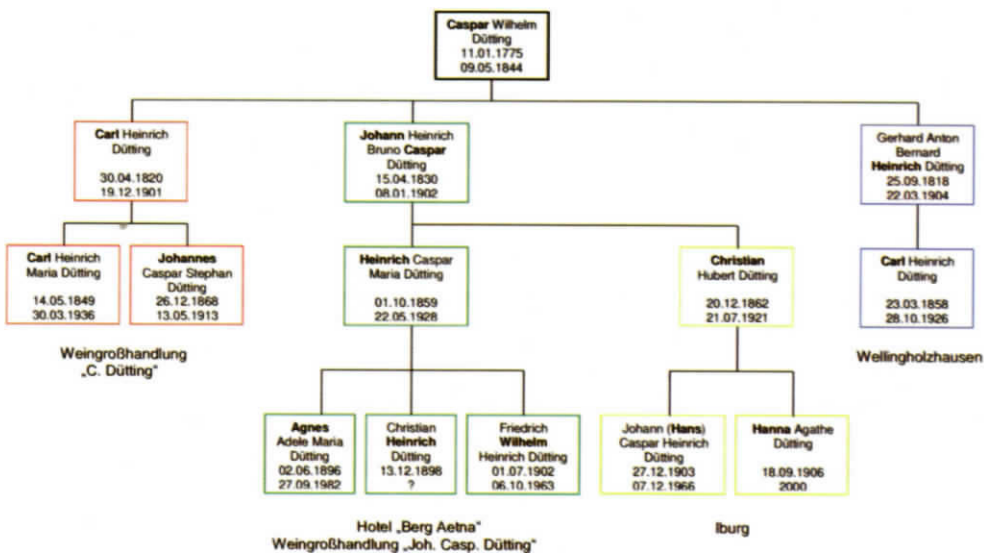 Caspar Wilhelm
Dütting
11.01.1775
09.05.1844
Carl Heinrich
Dütting
30.04.1820
19.12.1901
Johann Heinrich
Bruno Caspar
Dütting
15.04.1830
08.01.1902
Gerhard Anton
Bernard
Heinrich Dütting
25.09.1818
22.03.1904
Carl Heinrich
Maria Dütting
14.05.1849
30.03.1936
Johannes
Caspar Stephan
Dütting
26.12.1868
13.05.1913
Heinrich Caspar
Maria Dütting
01.10.1859
22.05.1928
Christian
Hubert Dütting
20.12.1862
21.07.1921
Carl Heinrich
Dütting
23.03.1858
28.10.1926
Weingroßhandlung
„C. Dütting"
Wellingholzhausen
Agnes
Adele Maria
Dütting
02.06.1896
27.09.1982
Christian
Heinrich
Dütting
13.12.1898
?
Friedrich
Wilhelm
Heinrich Dütting
01.07.1902
06.10.1963
Johann (Hans)
Caspar Heinrich
Dütting
27.12.1903
07.12.1966
Hanna Agathe
Dütting
18.09.1906
2000
Hotel „Berg Aetna"
Weingroßhandlung „Joh. Casp. Dütting"
Iburg